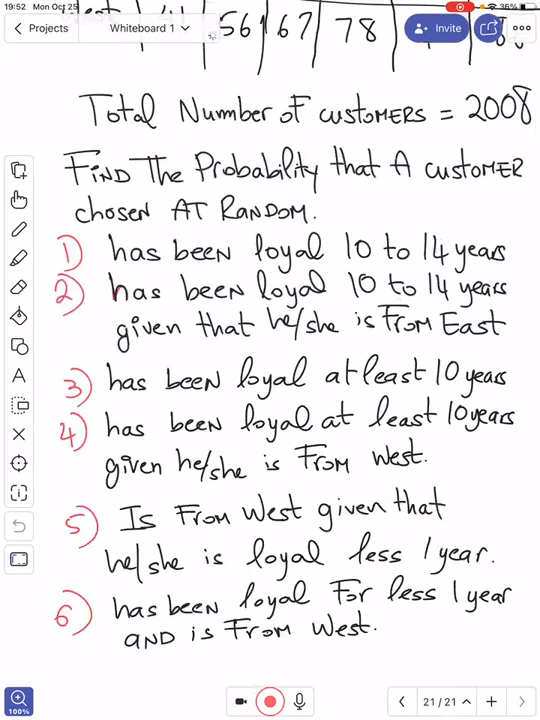 19:52 Mon Oct 25
36%
Projects
Whiteboard 1
Invite
56 67 78
Total Number of customers = 2008
Find The Probability that A customer
chosen AT Random.
1) has been loyal 10 to 14 years
2) has been loyal 10 to 14 years
given that he/she is From East
3) has been loyal at least 10 years
4) has been loyal at least 10 years
given he/she is From West.
5) Is From West given that
he/she is loyal less 1 year.
6) has been loyal For less 1 year
AND is From West.
100%
21/21